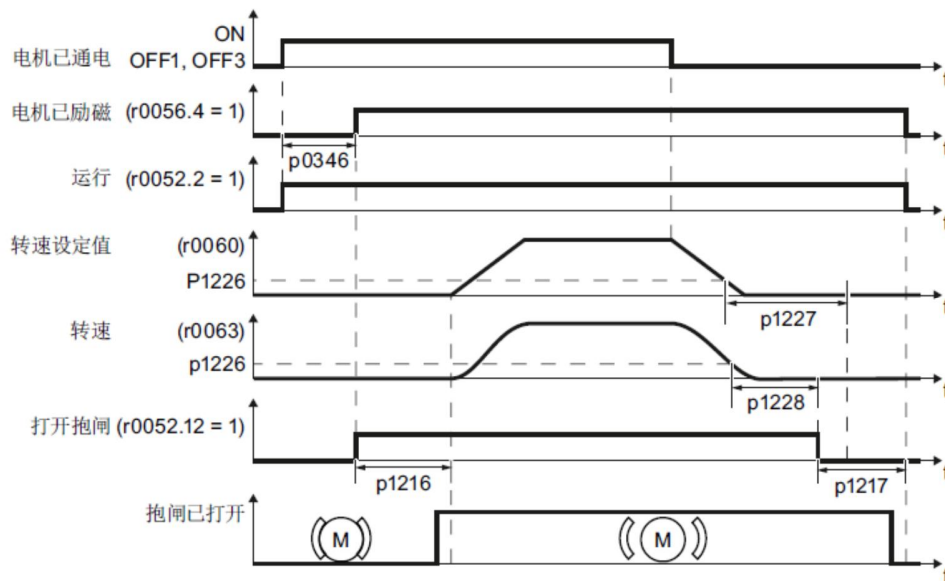 ON
电机已通电 OFF1, OFF3
t
电机已励磁 (r0056.4 = 1)
t
p0346
运行 (r0052.2 = 1)
t
转速设定值 (r0060)
P1226
t
p1227
转速 (r0063)
p1226
t
p1228
打开抱闸 (r0052.12 = 1)
t
p1216
p1217
抱闸已打开
M
M
t